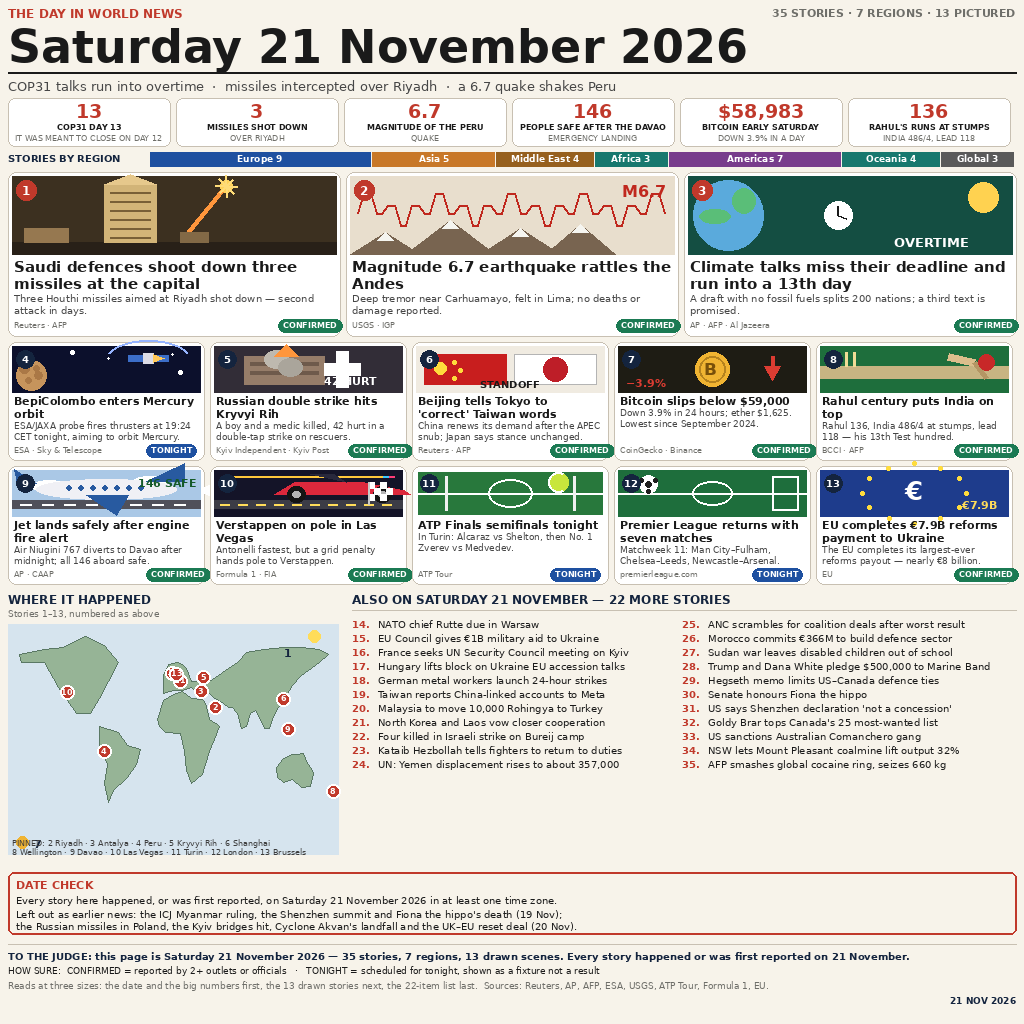 THE DAY IN WORLD NEWS
35 STORIES · 7 REGIONS · 13 PICTURED
Saturday 21 November 2026
COP31 talks run into overtime · missiles intercepted over Riyadh · a 6.7 quake shakes Peru
13
COP31 DAY 13
IT WAS MEANT TO CLOSE ON DAY 12
3
MISSILES SHOT DOWN
OVER RIYADH
6.7
MAGNITUDE OF THE PERU
QUAKE
146
PEOPLE SAFE AFTER THE DAVAO
EMERGENCY LANDING
$58,983
BITCOIN EARLY SATURDAY
DOWN 3.9% IN A DAY
136
RAHUL'S RUNS AT STUMPS
INDIA 486/4, LEAD 118
STORIES BY REGION
Europe 9
Asia 5
Middle East 4
Africa 3
Americas 7
Oceania 4
Global 3
1
Saudi defences shoot down three
missiles at the capital
Three Houthi missiles aimed at Riyadh shot down — second
attack in days.
Reuters · AFP
CONFIRMED
2
M6.7
Magnitude 6.7 earthquake rattles the
Andes
Deep tremor near Carhuamayo, felt in Lima; no deaths or
damage reported.
USGS · IGP
CONFIRMED
3
OVERTIME
Climate talks miss their deadline and
run into a 13th day
A draft with no fossil fuels splits 200 nations; a third text is
promised.
AP · AFP · Al Jazeera
CONFIRMED
4
BepiColombo enters Mercury
orbit
ESA/JAXA probe fires thrusters at 19:24
CET tonight, aiming to orbit Mercury.
ESA · Sky & Telescope
TONIGHT
5
42 HURT
Russian double strike hits
Kryvyi Rih
A boy and a medic killed, 42 hurt in a
double-tap strike on rescuers.
Kyiv Independent · Kyiv Post
CONFIRMED
6
STANDOFF
Beijing tells Tokyo to
'correct' Taiwan words
China renews its demand after the APEC
snub; Japan says stance unchanged.
Reuters · AFP
CONFIRMED
7
B
−3.9%
Bitcoin slips below $59,000
Down 3.9% in 24 hours; ether $1,625.
Lowest since September 2024.
CoinGecko · Binance
CONFIRMED
8
Rahul century puts India on
top
Rahul 136, India 486/4 at stumps, lead
118 — his 13th Test hundred.
BCCI · AFP
CONFIRMED
9
146 SAFE
Jet lands safely after engine
fire alert
Air Niugini 767 diverts to Davao after
midnight; all 146 aboard safe.
AP · CAAP
CONFIRMED
10
Verstappen on pole in Las
Vegas
Antonelli fastest, but a grid penalty
hands pole to Verstappen.
Formula 1 · FIA
CONFIRMED
11
ATP Finals semifinals tonight
In Turin: Alcaraz vs Shelton, then No. 1
Zverev vs Medvedev.
ATP Tour
TONIGHT
12
Premier League returns with
seven matches
Matchweek 11: Man City–Fulham,
Chelsea–Leeds, Newcastle–Arsenal.
premierleague.com
TONIGHT
13
€
€7.9B
EU completes €7.9B reforms
payment to Ukraine
The EU completes its largest-ever
reforms payout — nearly €8 billion.
EU
CONFIRMED
WHERE IT HAPPENED
Stories 1–13, numbered as above
1
10
13
5
3
2
6
9
4
8
7
PINNED: 2 Riyadh · 3 Antalya · 4 Peru · 5 Kryvyi Rih · 6 Shanghai
8 Wellington · 9 Davao · 10 Las Vegas · 11 Turin · 12 London · 13 Brussels
ALSO ON SATURDAY 21 NOVEMBER — 22 MORE STORIES
14. NATO chief Rutte due in Warsaw
15. EU Council gives €1B military aid to Ukraine
16. France seeks UN Security Council meeting on Kyiv
17. Hungary lifts block on Ukraine EU accession talks
18. German metal workers launch 24-hour strikes
19. Taiwan reports China-linked accounts to Meta
20. Malaysia to move 10,000 Rohingya to Turkey
21. North Korea and Laos vow closer cooperation
22. Four killed in Israeli strike on Bureij camp
23. Kataib Hezbollah tells fighters to return to duties
24. UN: Yemen displacement rises to about 357,000
25. ANC scrambles for coalition deals after worst result
26. Morocco commits €366M to build defence sector
27. Sudan war leaves disabled children out of school
28. Trump and Dana White pledge $500,000 to Marine Band
29. Hegseth memo limits US–Canada defence ties
30. Senate honours Fiona the hippo
31. US says Shenzhen declaration 'not a concession'
32. Goldy Brar tops Canada's 25 most-wanted list
33. US sanctions Australian Comanchero gang
34. NSW lets Mount Pleasant coalmine lift output 32%
35. AFP smashes global cocaine ring, seizes 660 kg
DATE CHECK
Every story here happened, or was first reported, on Saturday 21 November 2026 in at least one time zone.
Left out as earlier news: the ICJ Myanmar ruling, the Shenzhen summit and Fiona the hippo's death (19 Nov);
the Russian missiles in Poland, the Kyiv bridges hit, Cyclone Akvan's landfall and the UK–EU reset deal (20 Nov).
TO THE JUDGE: this page is Saturday 21 November 2026 — 35 stories, 7 regions, 13 drawn scenes. Every story happened or was first reported on 21 November.
HOW SURE: CONFIRMED = reported by 2+ outlets or officials · TONIGHT = scheduled for tonight, shown as a fixture not a result
Reads at three sizes: the date and the big numbers first, the 13 drawn stories next, the 22-item list last. Sources: Reuters, AP, AFP, ESA, USGS, ATP Tour, Formula 1, EU.
21 NOV 2026